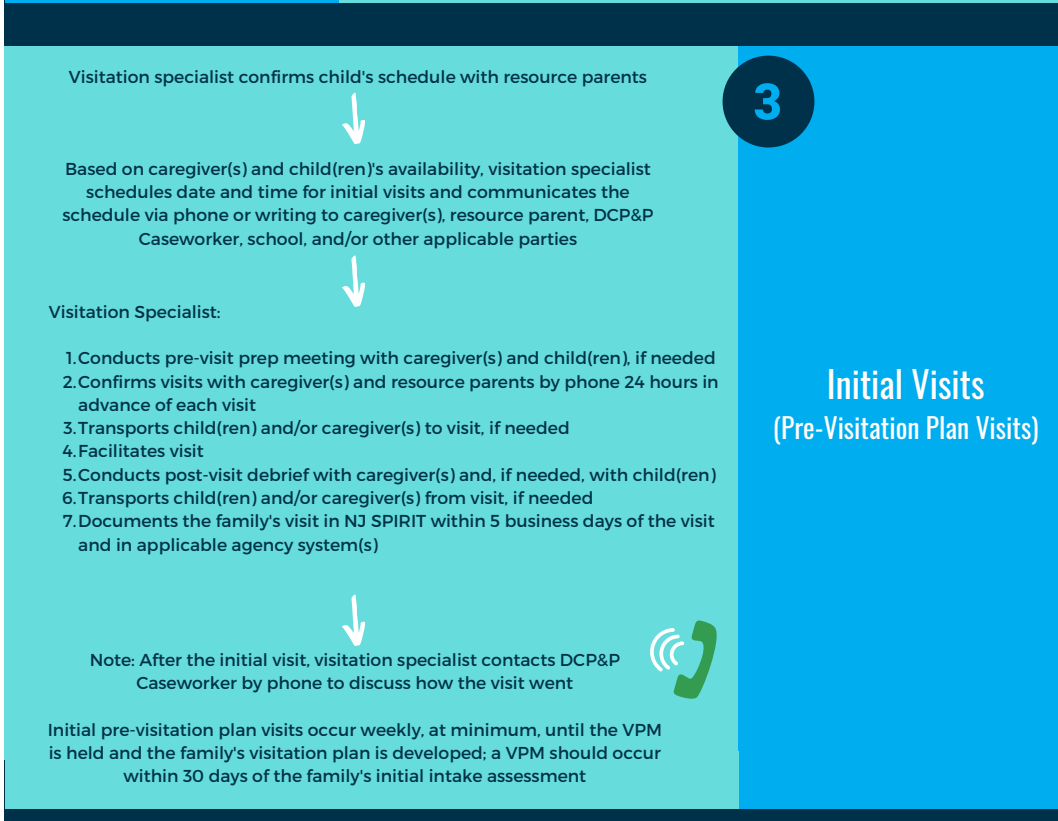 Visitation specialist confirms child's schedule with resource parents
3
Based on caregiver(s) and child(ren)'s availability, visitation specialist
schedules date and time for initial visits and communicates the
schedule via phone or writing to caregiver(s), resource parent, DCP&P
Caseworker, school, and/or other applicable parties
Visitation Specialist:
1. Conducts pre-visit prep meeting with caregiver(s) and child(ren), if needed
2. Confirms visits with caregiver(s) and resource parents by phone 24 hours in
advance of each visit
3. Transports child(ren) and/or caregiver(s) to visit, if needed
4. Facilitates visit
5. Conducts post-visit debrief with caregiver(s) and, if needed, with child(ren)
6. Transports child(ren) and/or caregiver(s) from visit, if needed
7. Documents the family's visit in NJ SPIRIT within 5 business days of the visit
and in applicable agency system(s)
Initial Visits
(Pre-Visitation Plan Visits)
Note: After the initial visit, visitation specialist contacts DCP&P
Caseworker by phone to discuss how the visit went
Initial pre-visitation plan visits occur weekly, at minimum, until the VPM
is held and the family's visitation plan is developed; a VPM should occur
within 30 days of the family's initial intake assessment